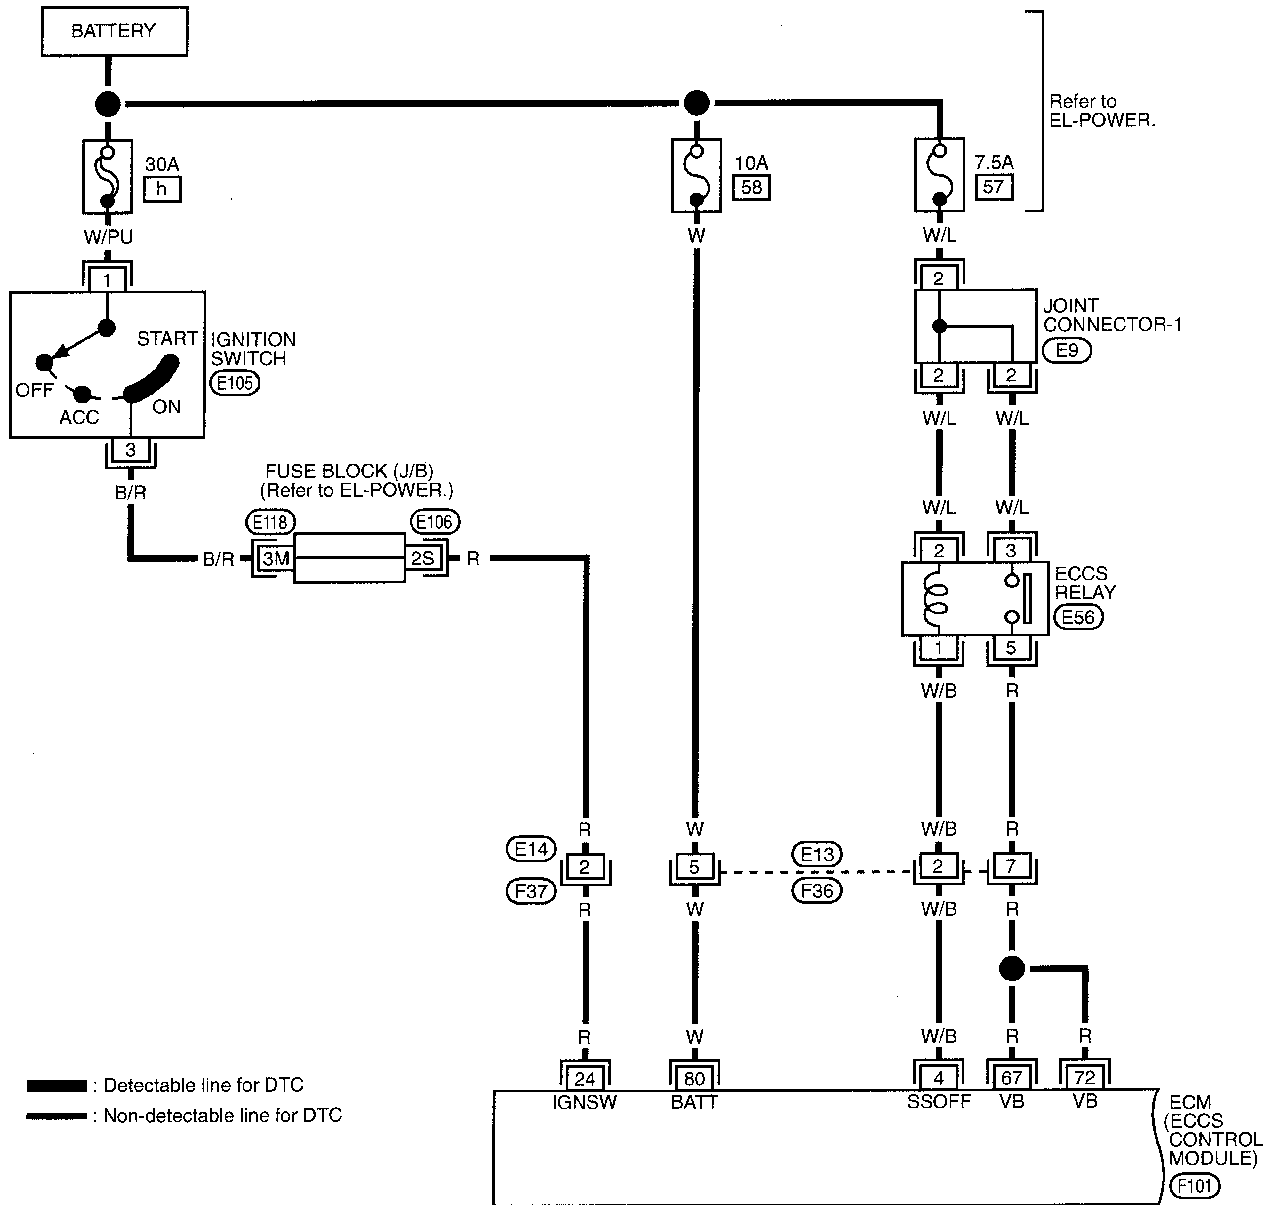 BATTERY
Refer to
EL-POWER.
30A
h
10A
58
7.5A
57
W/PU
W
W/L
1
2
START
OFF
ACC
ON
IGNITION
SWITCH
E105
JOINT
CONNECTOR-1
E9
2 2
W/L W/L
3
B/R
FUSE BLOCK (J/B)
(Refer to EL-POWER.)
E118 E106
B/R 3M 2S R
W/L W/L
2 3
ECCS
RELAY
E56
1 5
W/B R
R W W/B R
E14 2 5 E13 2 7
F37 F36
R W W/B R
R W W/B R R
24 80 4 67 72
IGNSW BATT SSOFF VB VB
: Detectable line for DTC
: Non-detectable line for DTC
ECM
(ECCS
CONTROL
MODULE)
F101